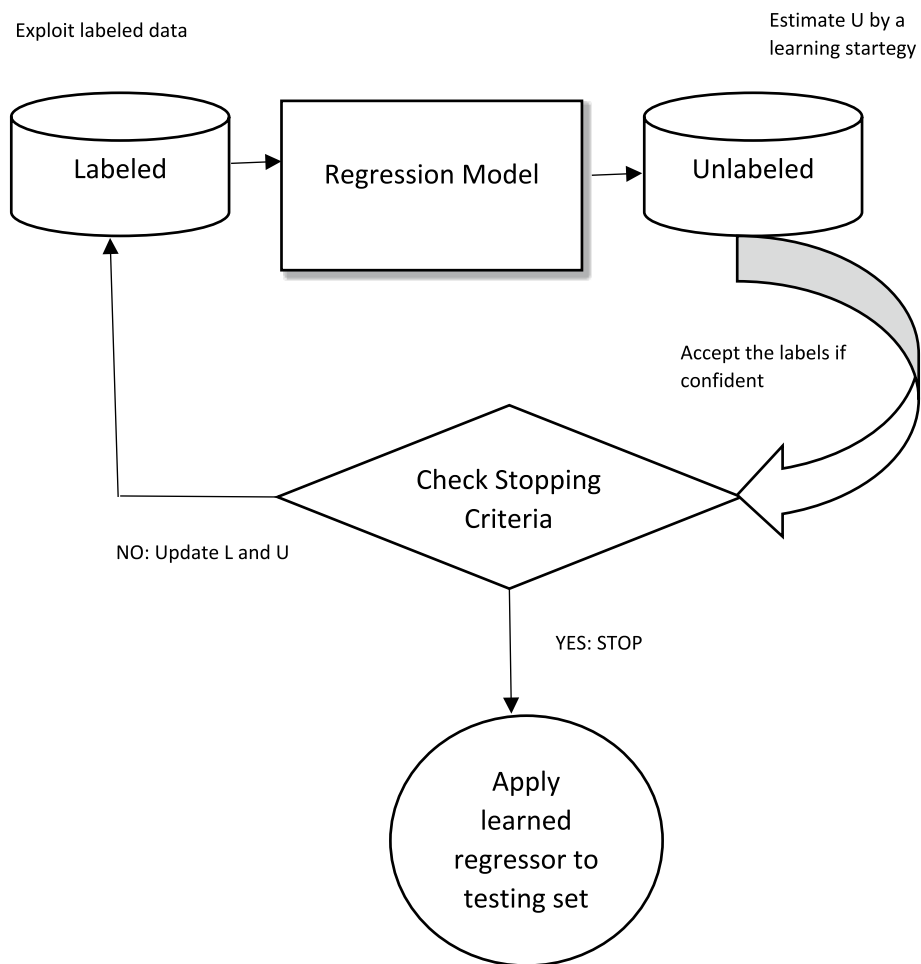 Exploit labeled data
Estimate U by a
learning startegy
Labeled
Regression Model
Unlabeled
Accept the labels if
confident
Check Stopping
Criteria
NO: Update L and U
YES: STOP
Apply
learned
regressor to
testing set